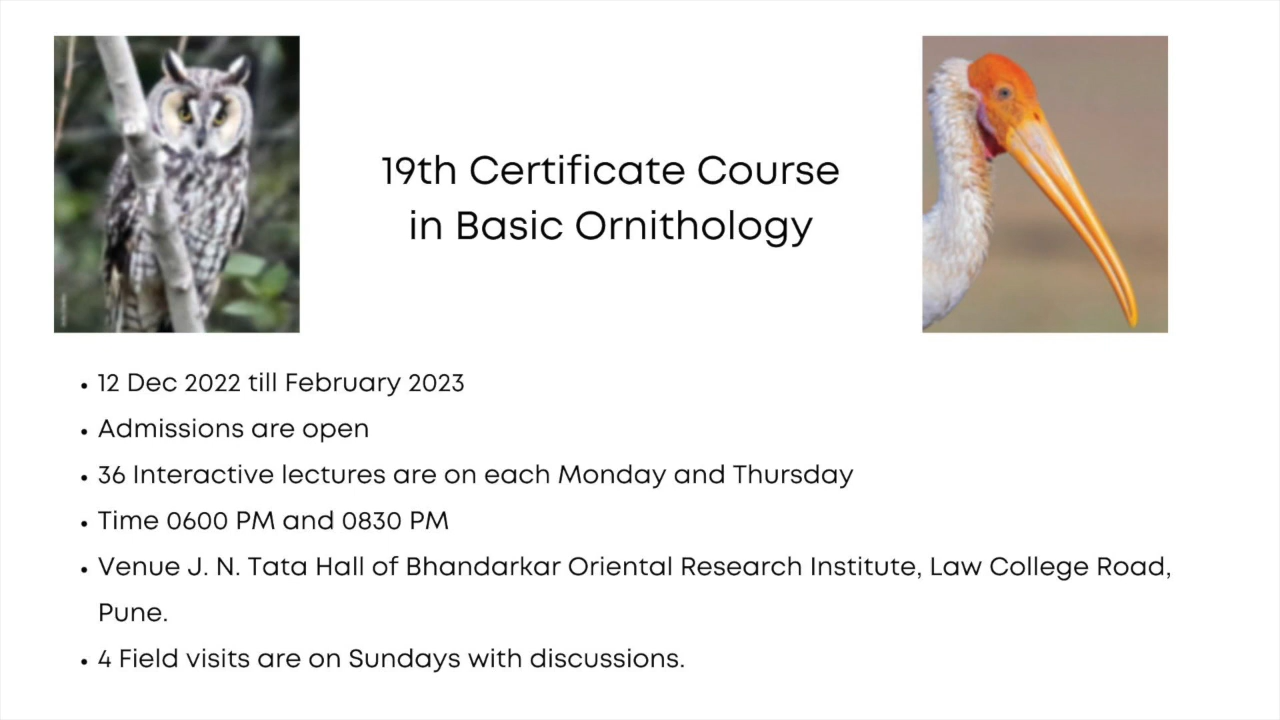 19th Certificate Course
in Basic Ornithology
• 12 Dec 2022 till February 2023
• Admissions are open
• 36 Interactive lectures are on each Monday and Thursday
• Time 0600 PM and 0830 PM
• Venue J. N. Tata Hall of Bhandarkar Oriental Research Institute, Law College Road,
Pune.
• 4 Field visits are on Sundays with discussions.